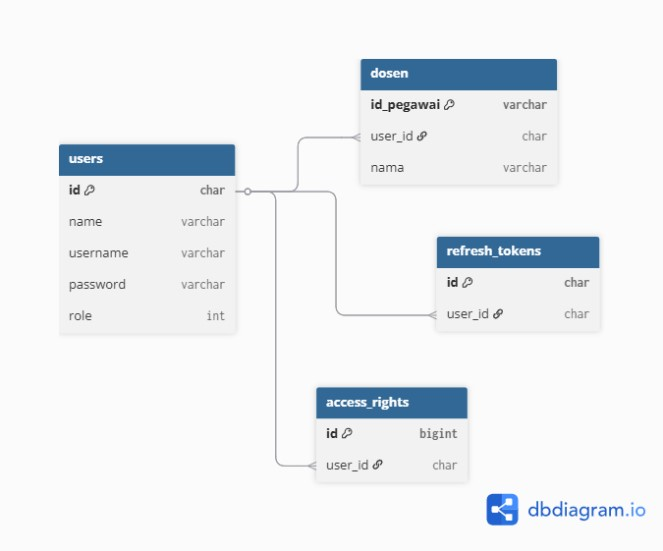 users
id char
name varchar
username varchar
password varchar
role int
dosen
id_pegawai varchar
user_id char
nama varchar
refresh_tokens
id char
user_id char
access_rights
id bigint
user_id char
dbdiagram.io